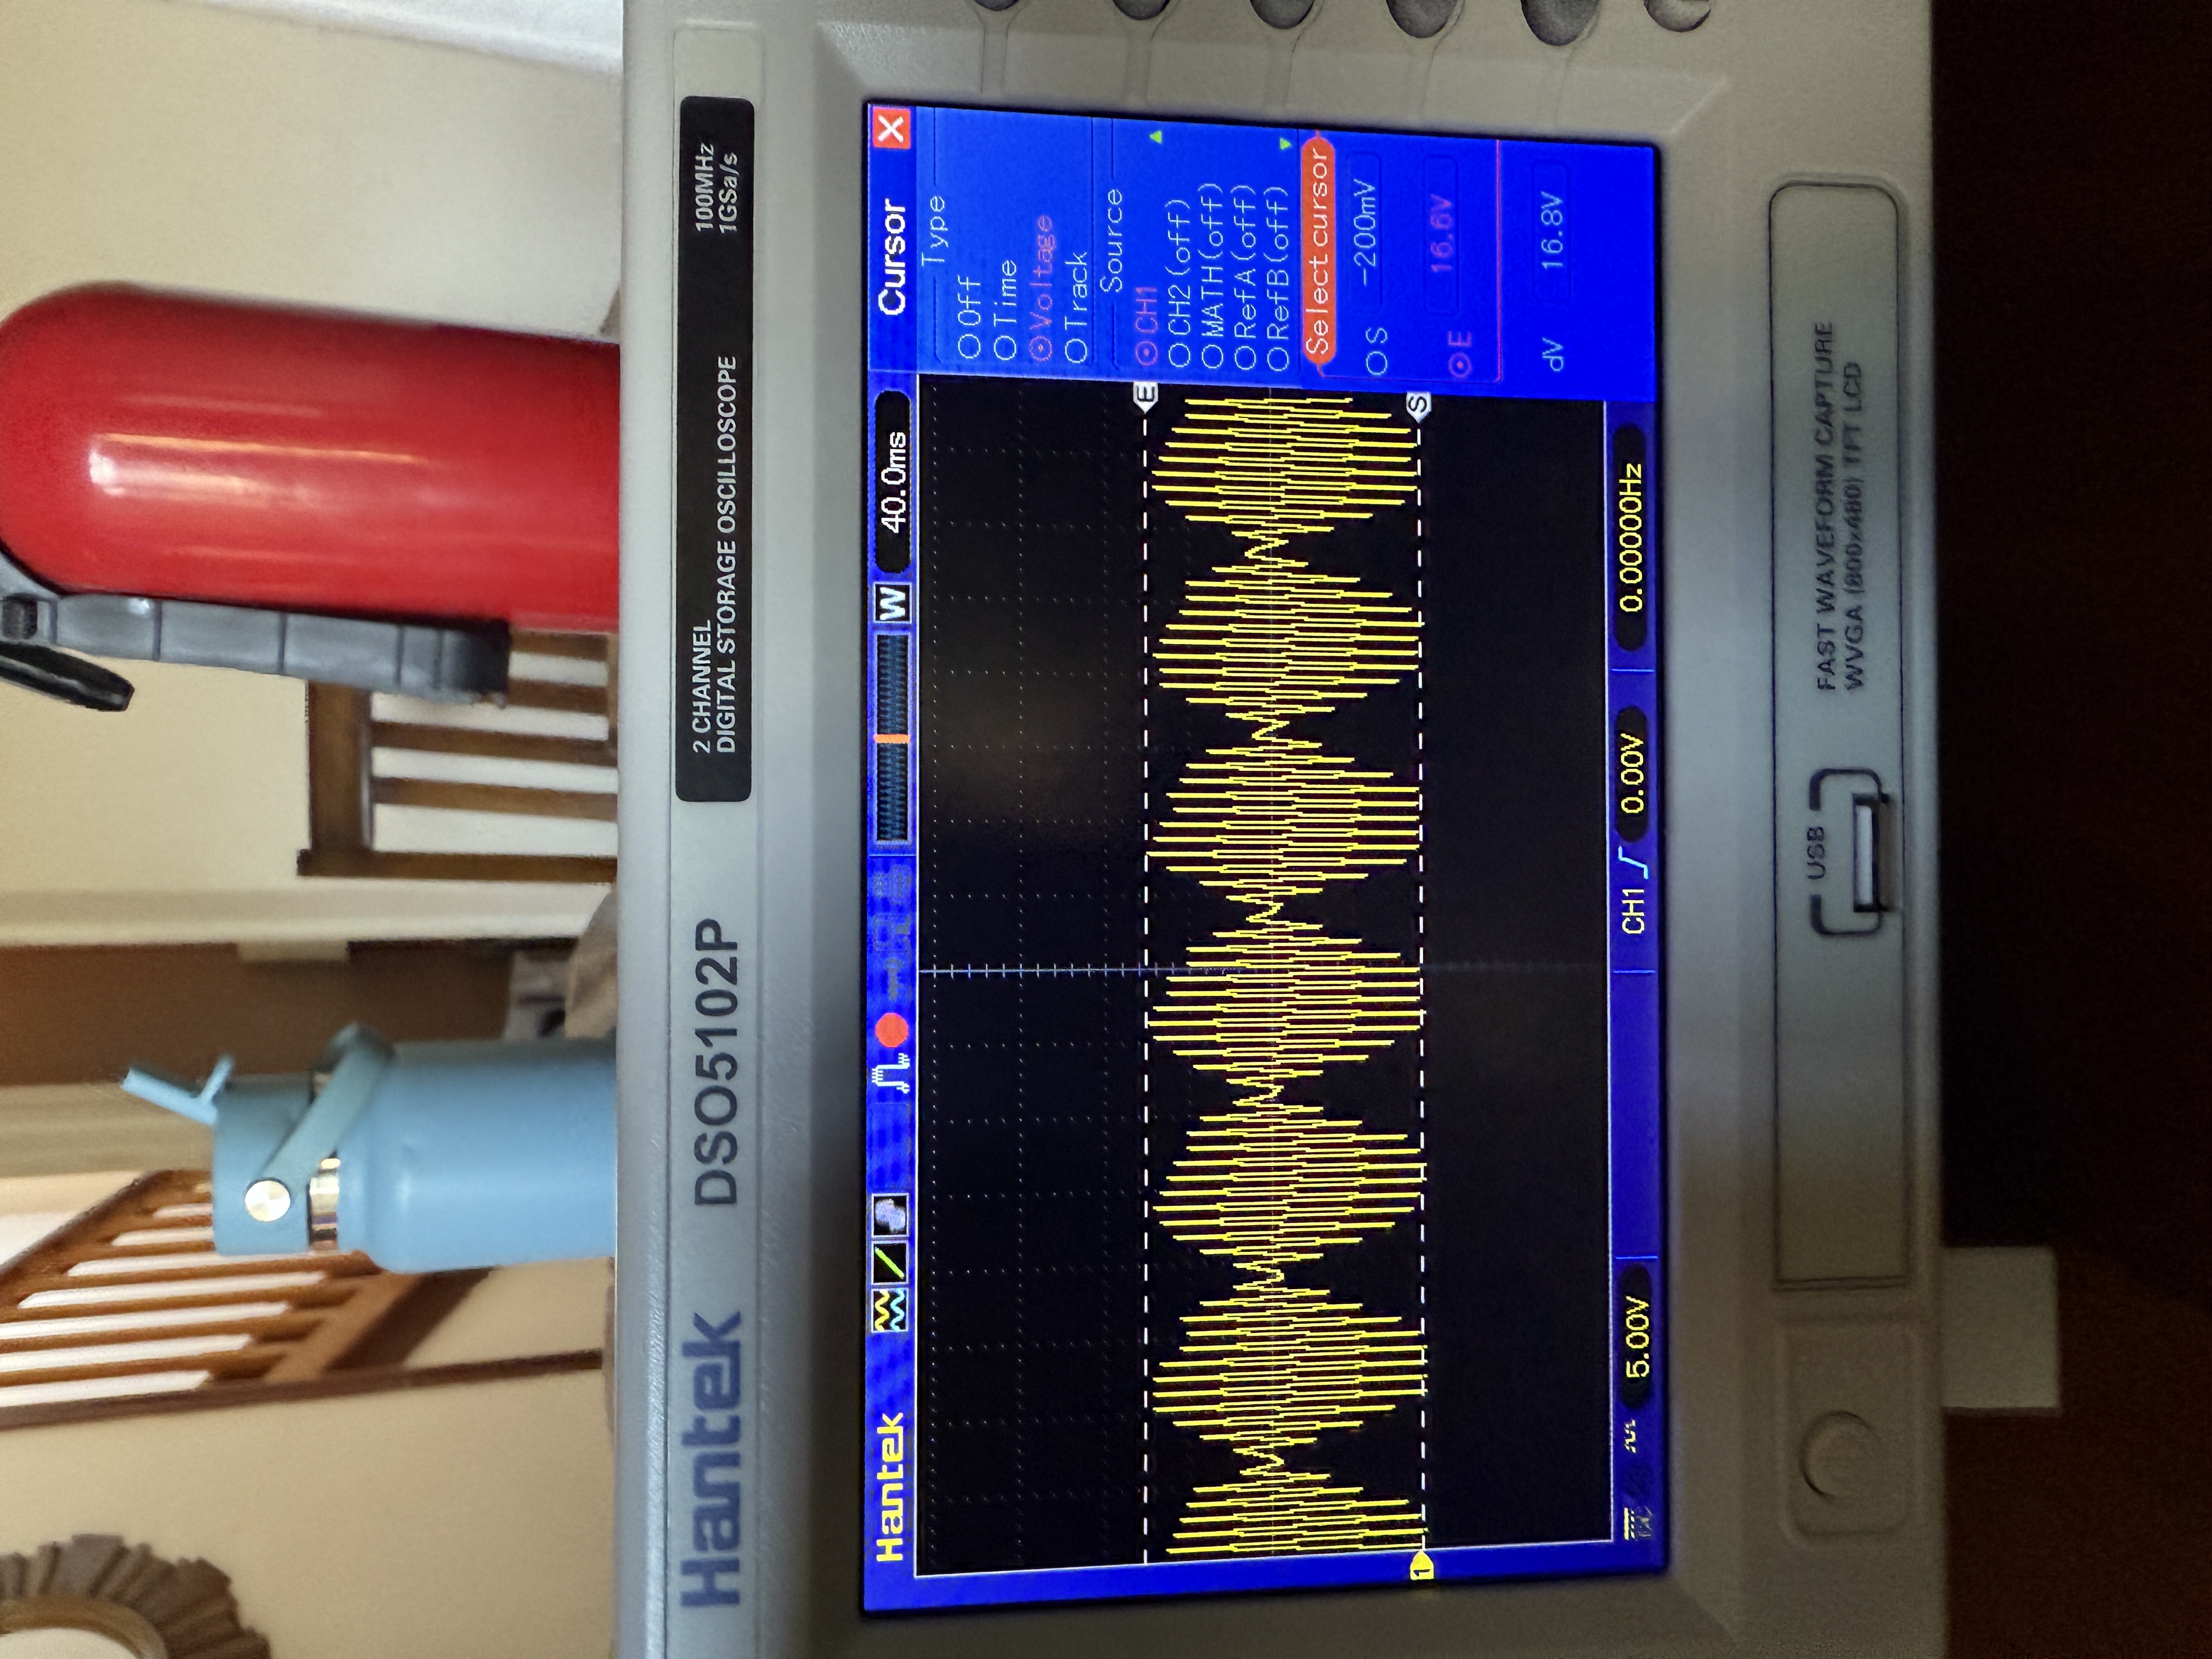 Hantek
DSO5102P
2 CHANNEL
DIGITAL STORAGE OSCILLOSCOPE
100MHz
1GSa/s
Hantek
W
40.0ms
Cursor
X
Type
Off
Time
Voltage
Track
Source
CH1
CH2(off)
MATH(off)
RefA(off)
RefB(off)
Select cursor
S
-200mV
E
16.6V
dV
16.8V
E
S
1
5.00V
CH1
0.00V
0.00000Hz
USB
FAST WAVEFORM CAPTURE
WVGA (800x480) TFT LCD